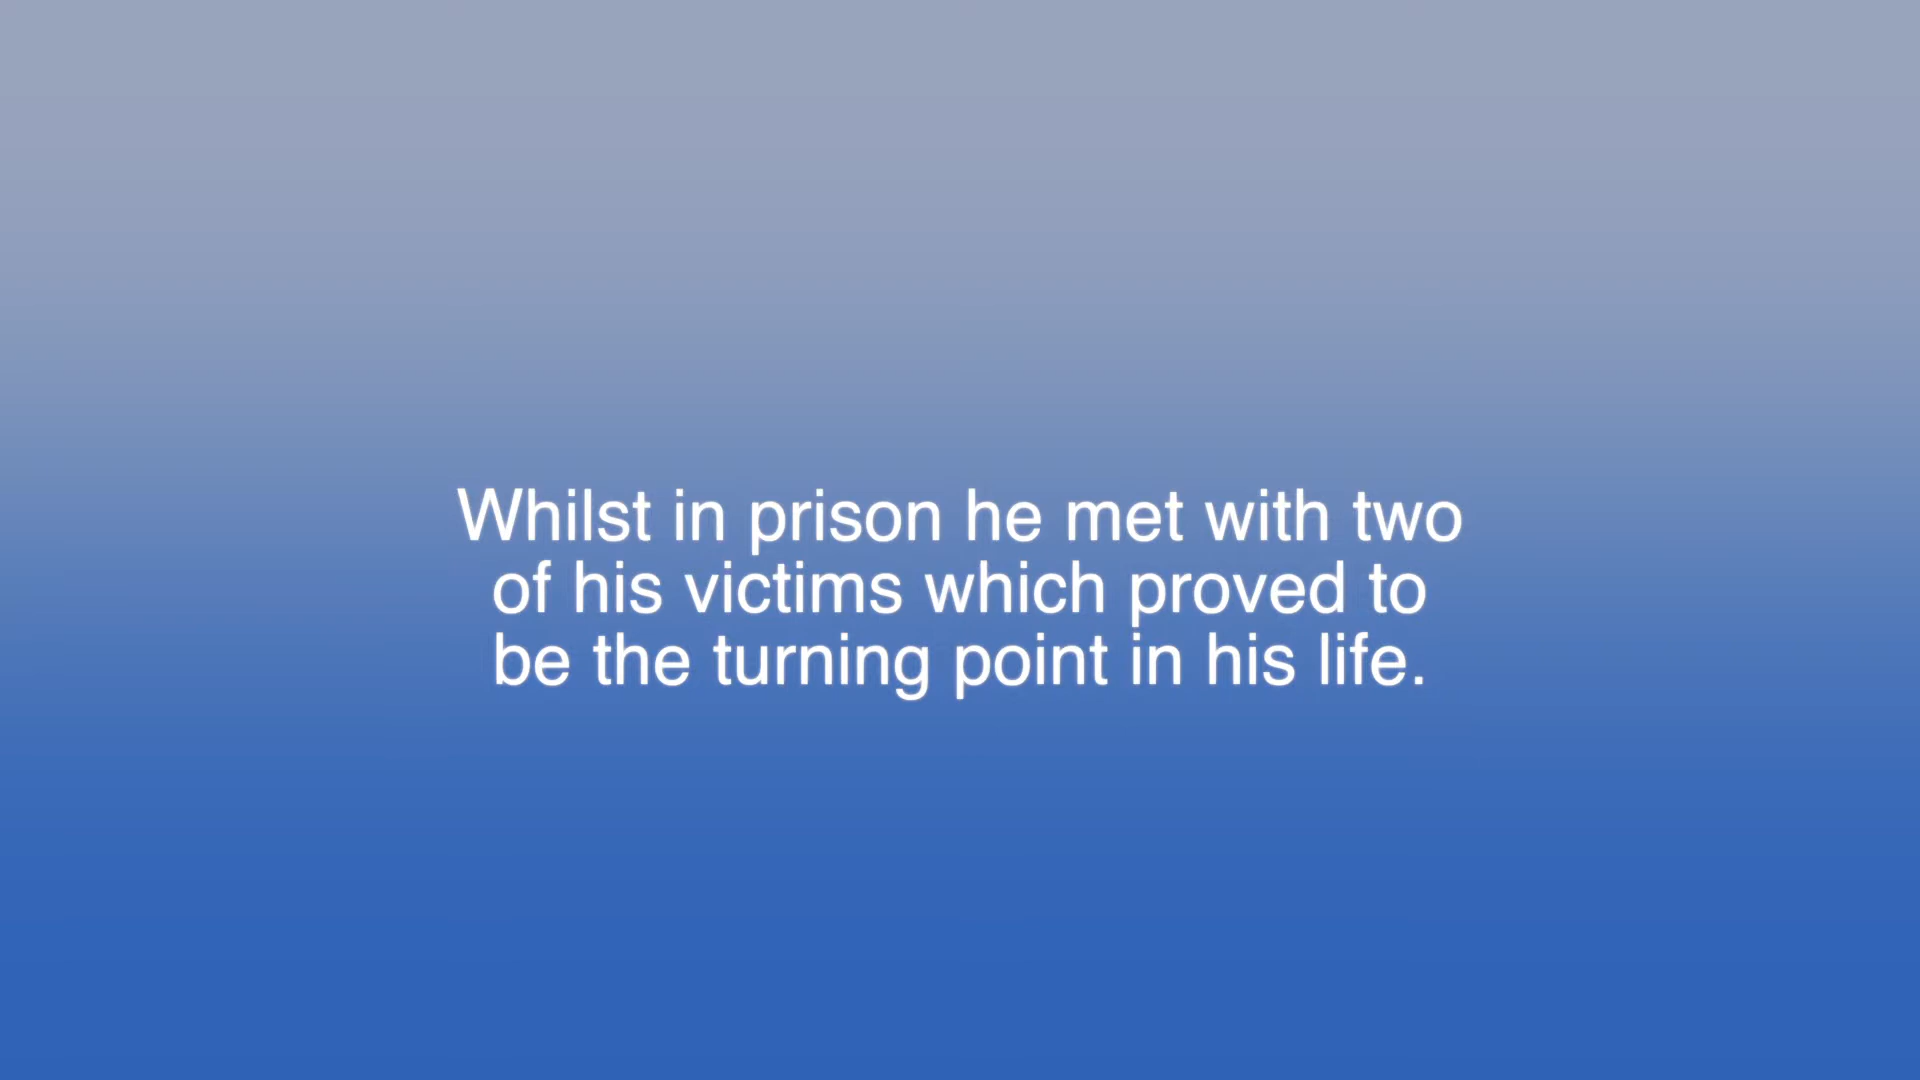 Whilst in prison he met with two
of his victims which proved to
be the turning point in his life.